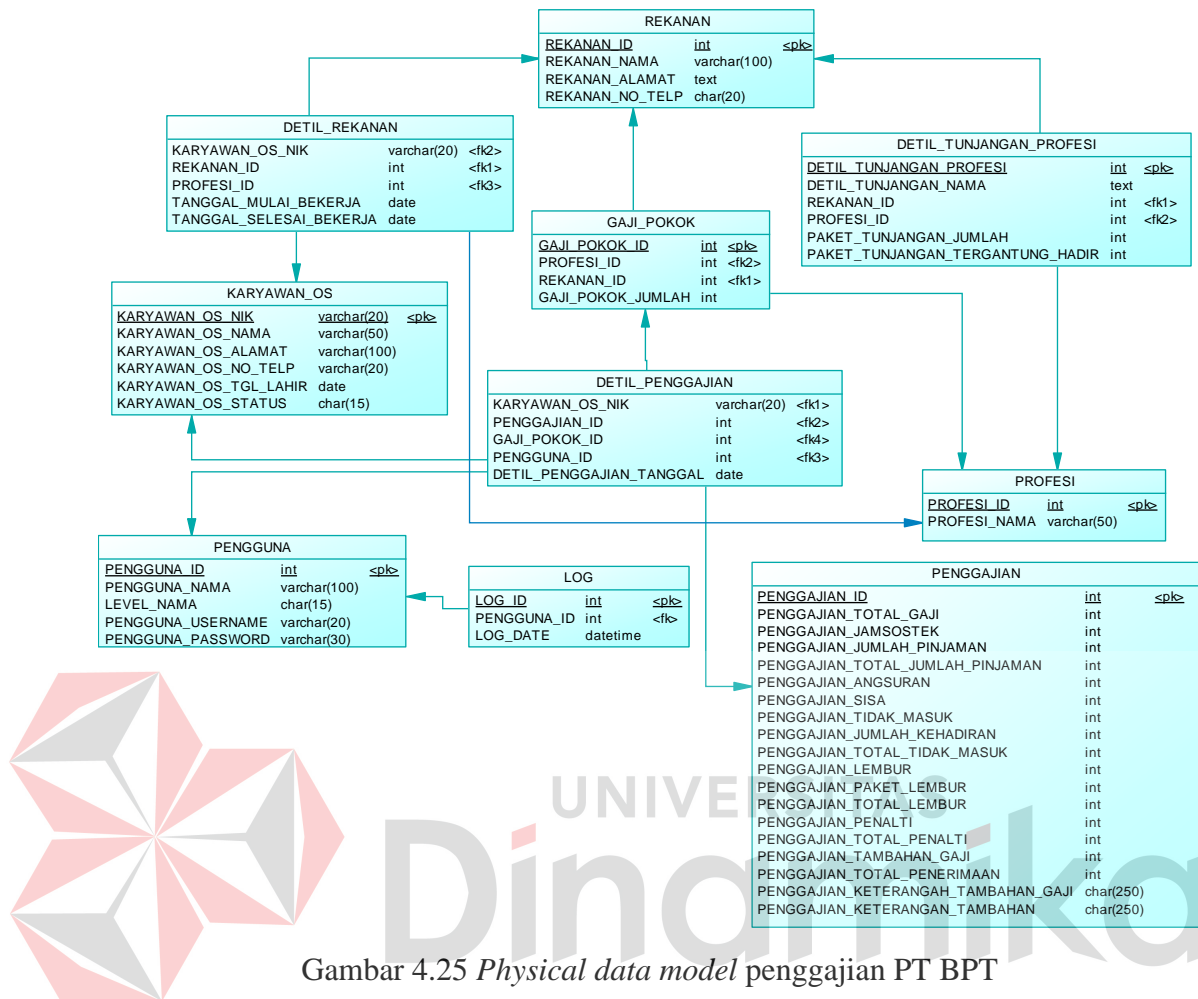 REKANAN
REKANAN_ID int <pk>
REKANAN_NAMA varchar(100)
REKANAN_ALAMAT text
REKANAN_NO_TELP char(20)
DETIL_REKANAN
KARYAWAN_OS_NIK varchar(20) <fk2>
REKANAN_ID int <fk1>
PROFESI_ID int <fk3>
TANGGAL_MULAI_BEKERJA date
TANGGAL_SELESAI_BEKERJA date
DETIL_TUNJANGAN_PROFESI
DETIL_TUNJANGAN_PROFESI int <pk>
DETIL_TUNJANGAN_NAMA text
REKANAN_ID int <fk1>
PROFESI_ID int <fk2>
PAKET_TUNJANGAN_JUMLAH int
PAKET_TUNJANGAN_TERGANTUNG_HADIR int
GAJI_POKOK
GAJI_POKOK_ID int <pk>
PROFESI_ID int <fk2>
REKANAN_ID int <fk1>
GAJI_POKOK_JUMLAH int
KARYAWAN_OS
KARYAWAN_OS_NIK varchar(20) <pk>
KARYAWAN_OS_NAMA varchar(50)
KARYAWAN_OS_ALAMAT varchar(100)
KARYAWAN_OS_NO_TELP varchar(20)
KARYAWAN_OS_TGL_LAHIR date
KARYAWAN_OS_STATUS char(15)
DETIL_PENGGAJIAN
KARYAWAN_OS_NIK varchar(20) <fk1>
PENGGAJIAN_ID int <fk2>
GAJI_POKOK_ID int <fk4>
PENGGUNA_ID int <fk3>
DETIL_PENGGAJIAN_TANGGAL date
PROFESI
PROFESI_ID int <pk>
PROFESI_NAMA varchar(50)
PENGGUNA
PENGGUNA_ID int <pk>
PENGGUNA_NAMA varchar(100)
LEVEL_NAMA char(15)
PENGGUNA_USERNAME varchar(20)
PENGGUNA_PASSWORD varchar(30)
LOG
LOG_ID int <pk>
PENGGUNA_ID int <fk>
LOG_DATE datetime
PENGGAJIAN
PENGGAJIAN_ID int <pk>
PENGGAJIAN_TOTAL_GAJI int
PENGGAJIAN_JAMSOSTEK int
PENGGAJIAN_JUMLAH_PINJAMAN int
PENGGAJIAN_TOTAL_JUMLAH_PINJAMAN int
PENGGAJIAN_ANGSURAN int
PENGGAJIAN_SISA int
PENGGAJIAN_TIDAK_MASUK int
PENGGAJIAN_JUMLAH_KEHADIRAN int
PENGGAJIAN_TOTAL_TIDAK_MASUK int
PENGGAJIAN_LEMBUR int
PENGGAJIAN_PAKET_LEMBUR int
PENGGAJIAN_TOTAL_LEMBUR int
PENGGAJIAN_PENALTI int
PENGGAJIAN_TOTAL_PENALTI int
PENGGAJIAN_TAMBAHAN_GAJI int
PENGGAJIAN_TOTAL_PENERIMAAN int
PENGGAJIAN_KETERANGAH_TAMBAHAN_GAJI char(250)
PENGGAJIAN_KETERANGAN_TAMBAHAN char(250)
UNIVERSITAS
Dinamika
Gambar 4.25 Physical data model penggajian PT BPT